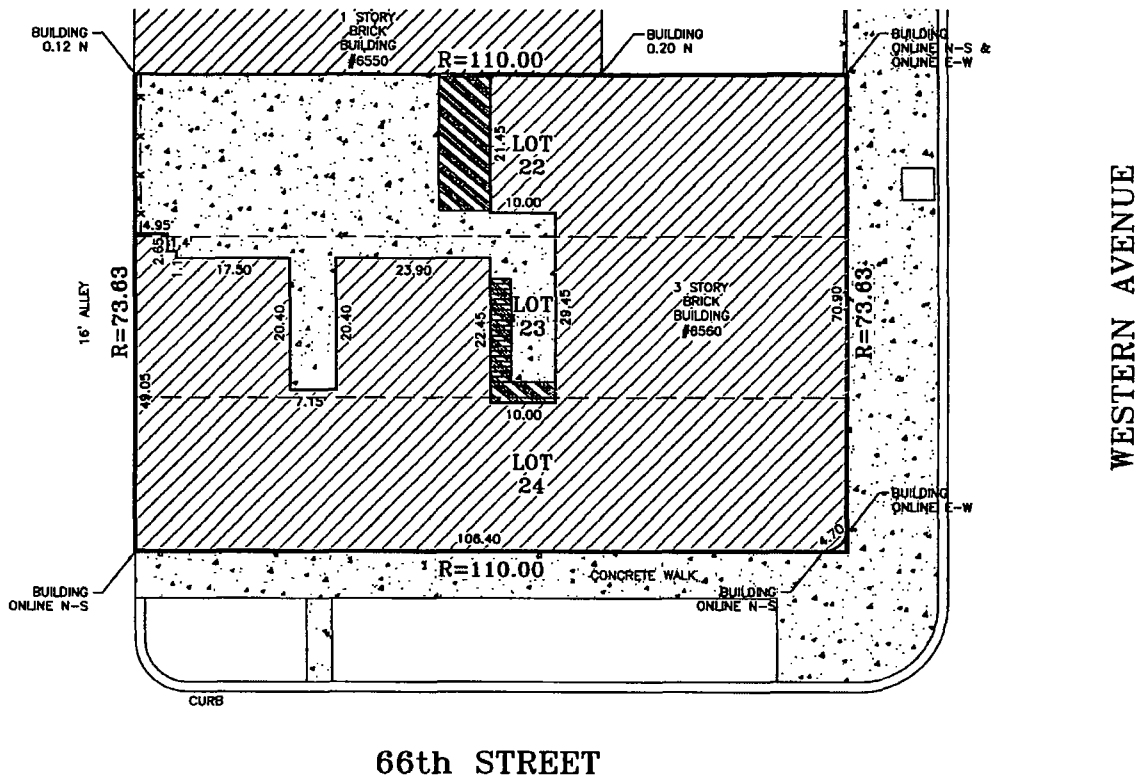 1 STORY
BRICK
BUILDING
#6550
BUILDING
0.12 N
BUILDING
0.20 N
BUILDING
ONLINE N-S &
ONLINE E-W
R=110.00
21.45
LOT
22
10.00
4.95
2.65
17.50
23.90
20.40
20.40
7.15
22.45
LOT
23
29.45
10.00
3 STORY
BRICK
BUILDING
#6560
70.90
R=73.63
16' ALLEY
R=73.63
49.05
WESTERN AVENUE
LOT
24
BUILDING
ONLINE E-W
4.70
106.40
R=110.00
CONCRETE WALK
BUILDING
ONLINE N-S
BUILDING
ONLINE N-S
CURB
66th STREET